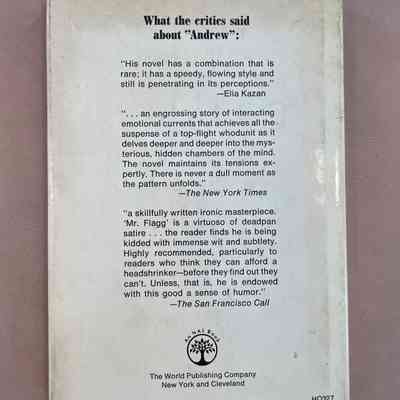 What the critics said
about "Andrew":
"His novel has a combination that is
rare; it has a speedy, flowing style and
still is penetrating in its perceptions."
—Elia Kazan
". . . an engrossing story of interacting
emotional currents that achieves all the
suspense of a top-flight whodunit as it
delves deeper and deeper into the mys-
terious, hidden chambers of the mind.
The novel maintains its tensions ex-
pertly. There is never a dull moment as
the pattern unfolds."
—The New York Times
"a skillfully written ironic masterpiece.
'Mr. Flagg' is a virtuoso of deadpan
satire . . . the reader finds he is being
kidded with immense wit and subtlety.
Highly recommended, particularly to
readers who think they can afford a
headshrinker—before they find out they
can't. Unless, that is, he is endowed
with this good a sense of humor."
—The San Francisco Call
Book
The World Publishing Company
New York and Cleveland
HO327